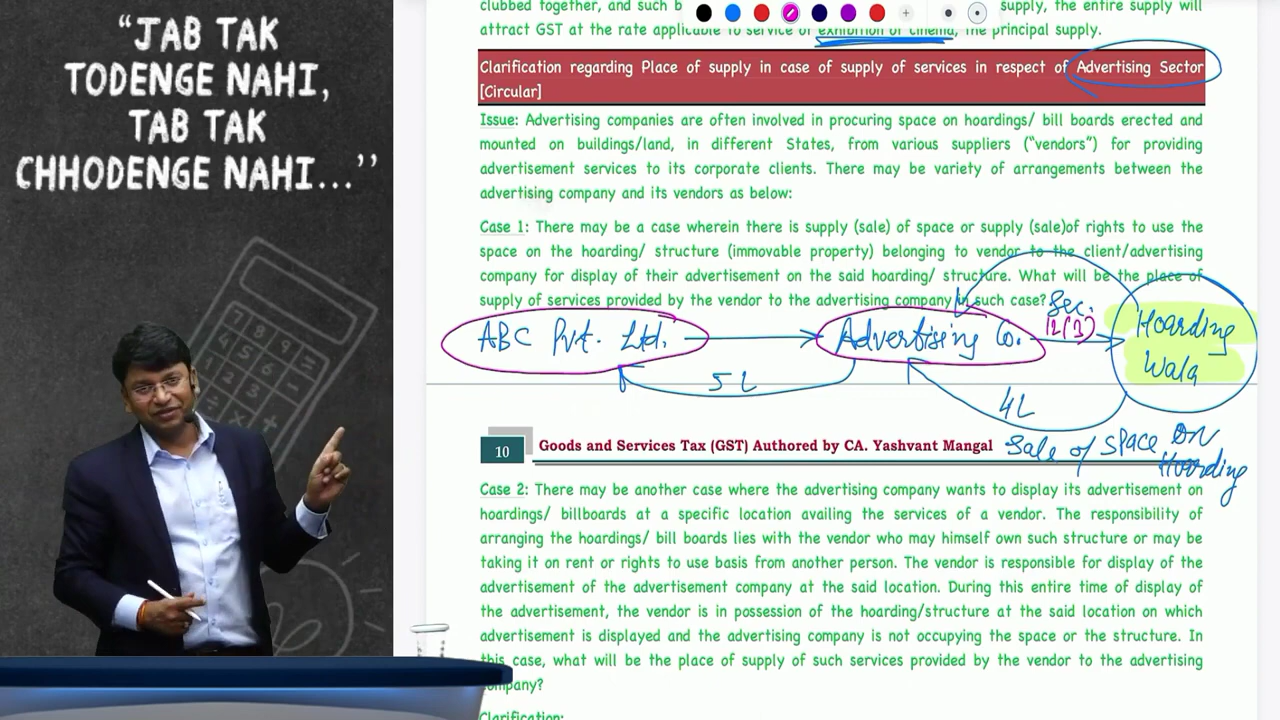 “JAB TAK
TODENGE NAHI,
TAB TAK
CHHODENGE NAHI...’’
clubbed together, and such b supply, the entire supply will
attract GST at the rate applicable to service of exhibition of cinema, the principal supply.
Clarification regarding Place of supply in case of supply of services in respect of Advertising Sector
[Circular]
Issue: Advertising companies are often involved in procuring space on hoardings/ bill boards erected and
mounted on buildings/land, in different States, from various suppliers (“vendors”) for providing
advertisement services to its corporate clients. There may be variety of arrangements between the
advertising company and its vendors as below:
Case 1: There may be a case wherein there is supply (sale) of space or supply (sale)of rights to use the
space on the hoarding/ structure (immovable property) belonging to vendor to the client/advertising
company for display of their advertisement on the said hoarding/ structure. What will be the place of
supply of services provided by the vendor to the advertising company in such case?
Sec.
12(3)
ABC Pvt. Ltd. Advertising Co. Hoarding
Wala
5L
4L
Sale of Space on
Hoarding
10 Goods and Services Tax (GST) Authored by CA. Yashvant Mangal
Case 2: There may be another case where the advertising company wants to display its advertisement on
hoardings/ billboards at a specific location availing the services of a vendor. The responsibility of
arranging the hoardings/ bill boards lies with the vendor who may himself own such structure or may be
taking it on rent or rights to use basis from another person. The vendor is responsible for display of the
advertisement of the advertisement company at the said location. During this entire time of display of
the advertisement, the vendor is in possession of the hoarding/structure at the said location on which
advertisement is displayed and the advertising company is not occupying the space or the structure. In
this case, what will be the place of supply of such services provided by the vendor to the advertising
company?
Clarification: